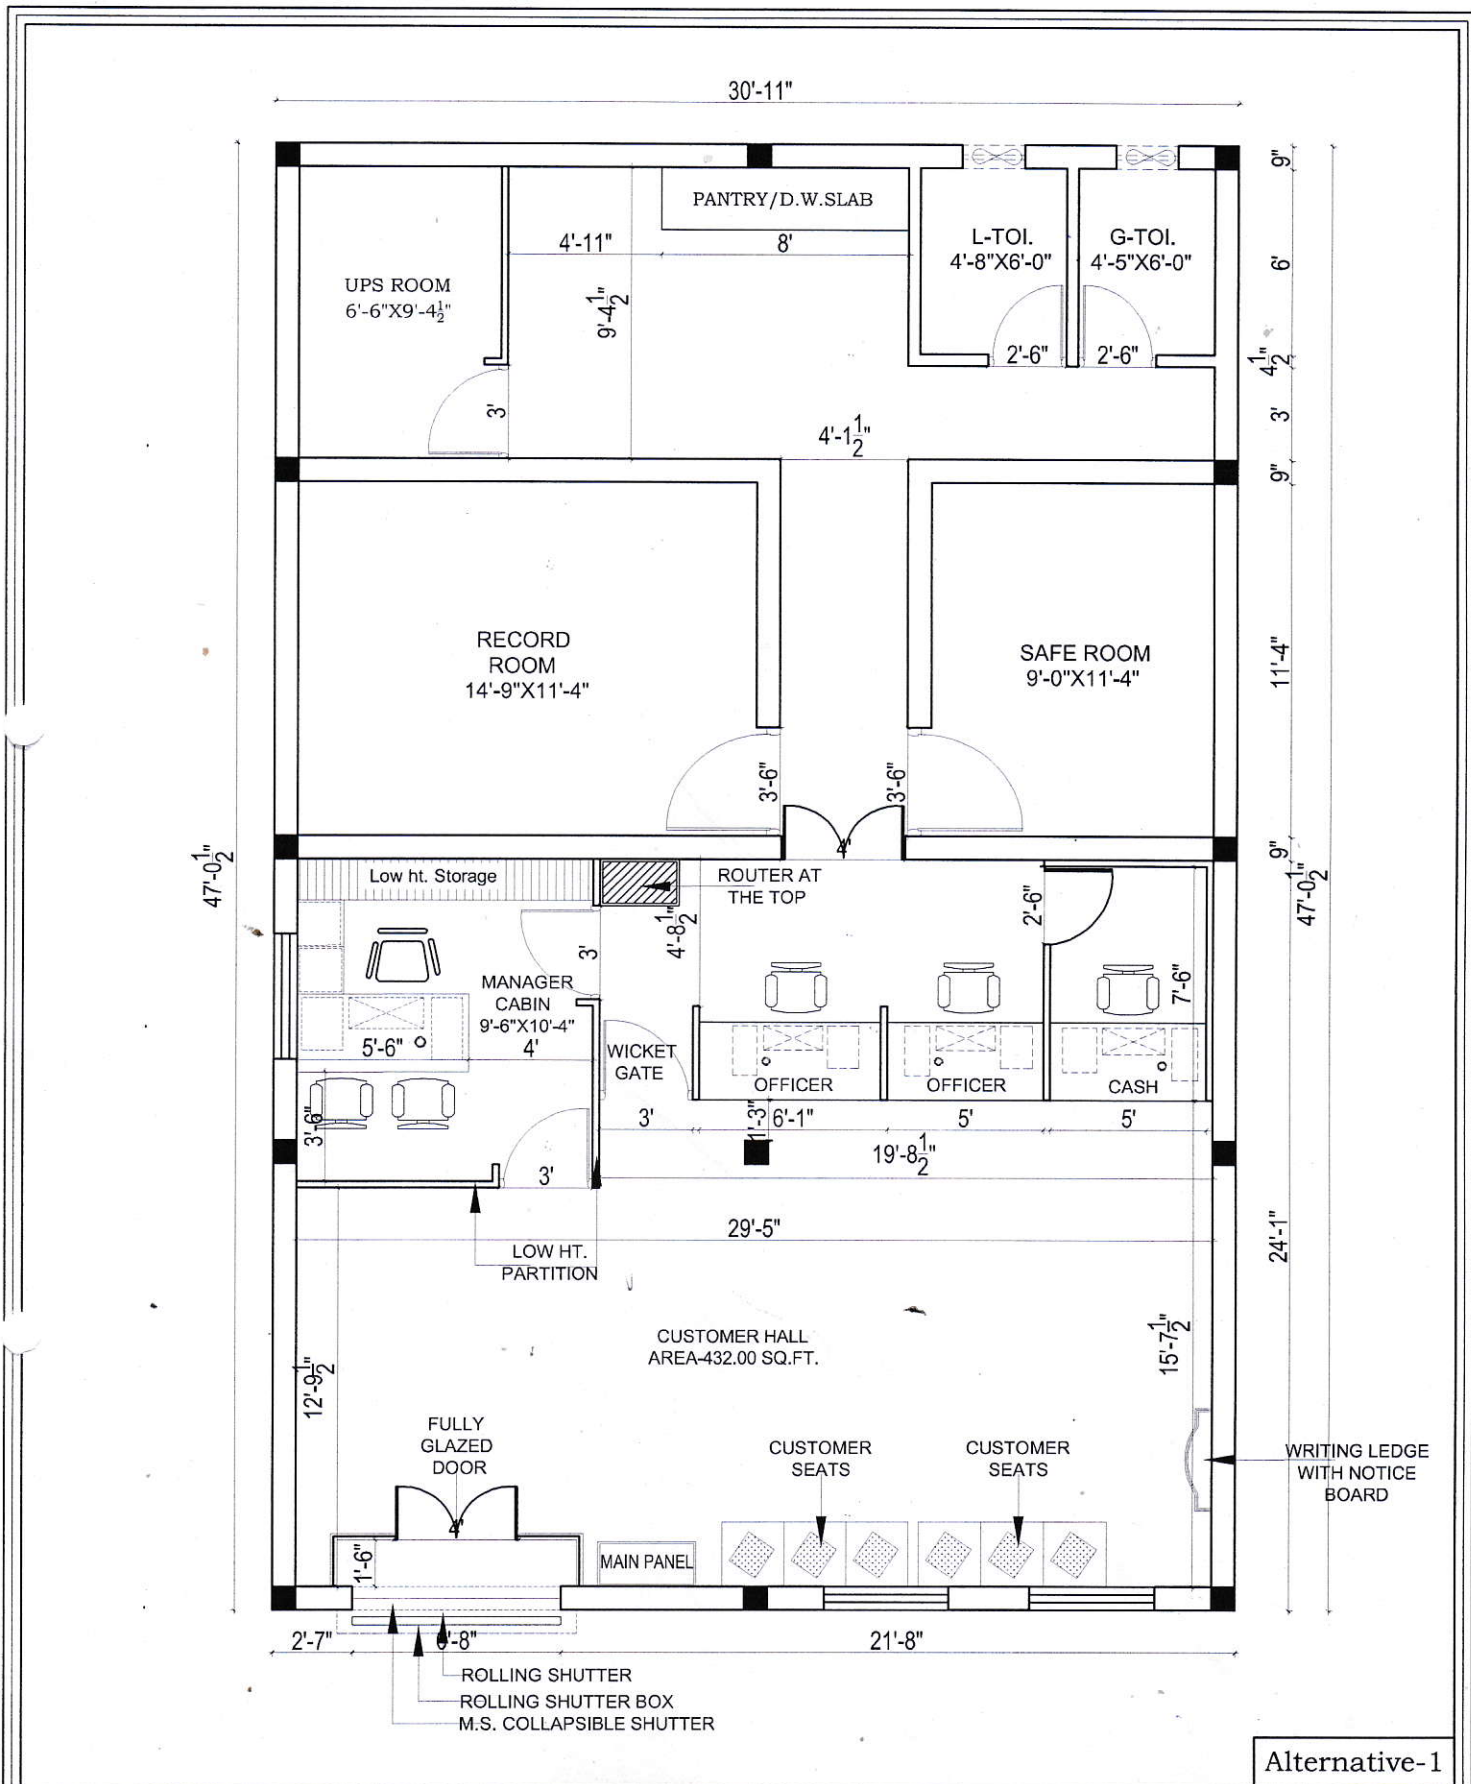 30'-11"
9"
PANTRY/D.W.SLAB
4'-11"
8'
L-TOI.
4'-8"X6'-0"
G-TOI.
4'-5"X6'-0"
6'
UPS ROOM
6'-6"X9'-4½"
9'-4½"
2'-6"
2'-6"
4½"
3'
3'
4'-1½"
9"
RECORD
ROOM
14'-9"X11'-4"
SAFE ROOM
9'-0"X11'-4"
11'-4"
3'-6"
3'-6"
4'
9"
47'-0½"
47'-0½"
Low ht. Storage
ROUTER AT
THE TOP
2'-6"
4'-8½"
3'
MANAGER
CABIN
9'-6"X10'-4"
7'-6"
5'-6"
4'
WICKET
GATE
OFFICER
OFFICER
CASH
3'-6"
3'
1'-3"
6'-1"
5'
5'
19'-8½"
3'
29'-5"
24'-1"
LOW HT.
PARTITION
CUSTOMER HALL
AREA-432.00 SQ.FT.
15'-7½"
12'-9½"
FULLY
GLAZED
DOOR
CUSTOMER
SEATS
CUSTOMER
SEATS
WRITING LEDGE
WITH NOTICE
BOARD
4'
1'-6"
MAIN PANEL
2'-7"
6'-8"
21'-8"
ROLLING SHUTTER
ROLLING SHUTTER BOX
M.S. COLLAPSIBLE SHUTTER
Alternative-1